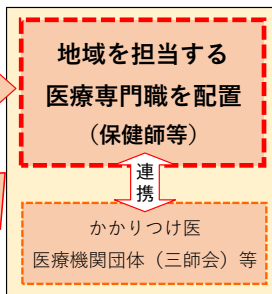 地域を担当する
医療専門職を配置
（保健師等）
連
携
かかりつけ医
医療機関団体（三師会）等